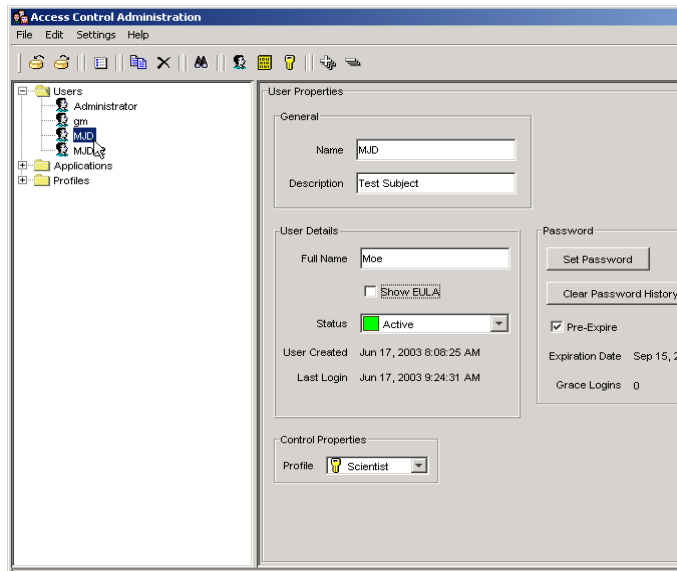 Access Control Administration
File Edit Settings Help
Users
Administrator
gm
MJD
MJD
Applications
Profiles
User Properties
General
Name MJD
Description Test Subject
User Details
Full Name Moe
Show EULA
Status Active
User Created Jun 17, 2003 8:08:25 AM
Last Login Jun 17, 2003 9:24:31 AM
Password
Set Password
Clear Password History
Pre-Expire
Expiration Date Sep 15, 2
Grace Logins 0
Control Properties
Profile Scientist